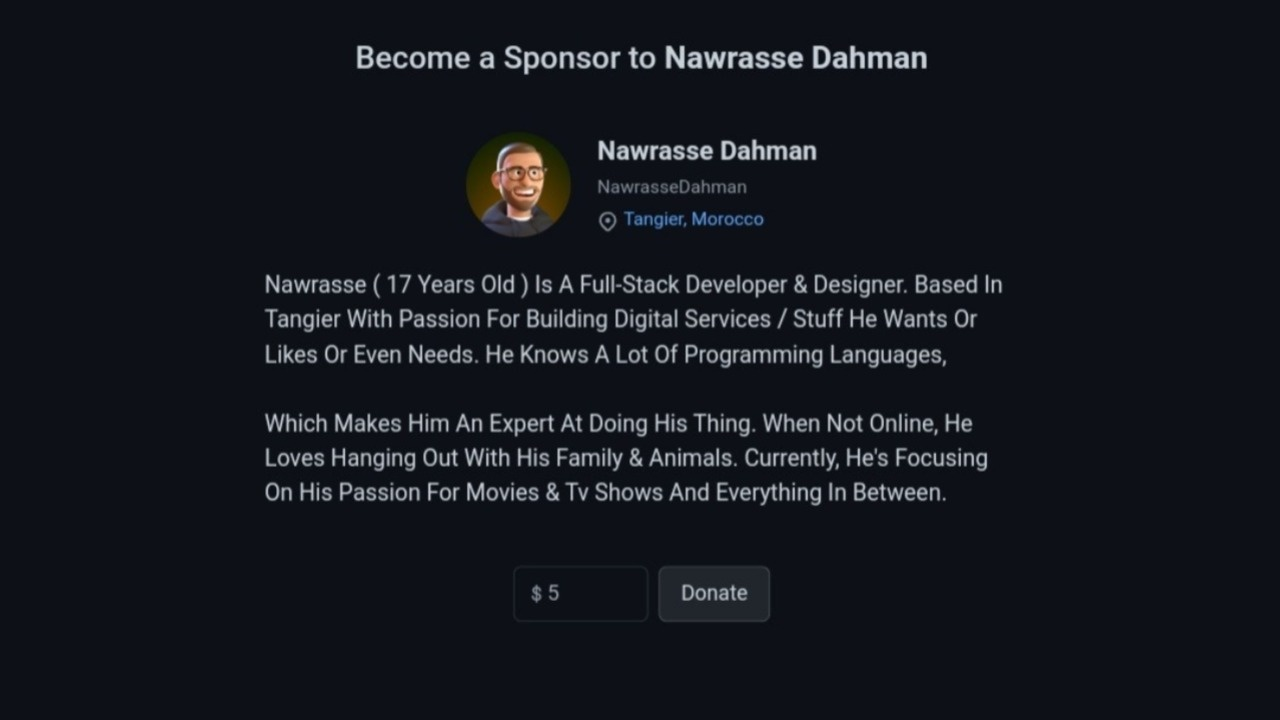 Become a Sponsor to Nawrasse Dahman
Nawrasse Dahman
NawrasseDahman
Tangier, Morocco
Nawrasse ( 17 Years Old ) Is A Full-Stack Developer & Designer. Based In
Tangier With Passion For Building Digital Services / Stuff He Wants Or
Likes Or Even Needs. He Knows A Lot Of Programming Languages,
Which Makes Him An Expert At Doing His Thing. When Not Online, He
Loves Hanging Out With His Family & Animals. Currently, He's Focusing
On His Passion For Movies & Tv Shows And Everything In Between.
$ 5
Donate